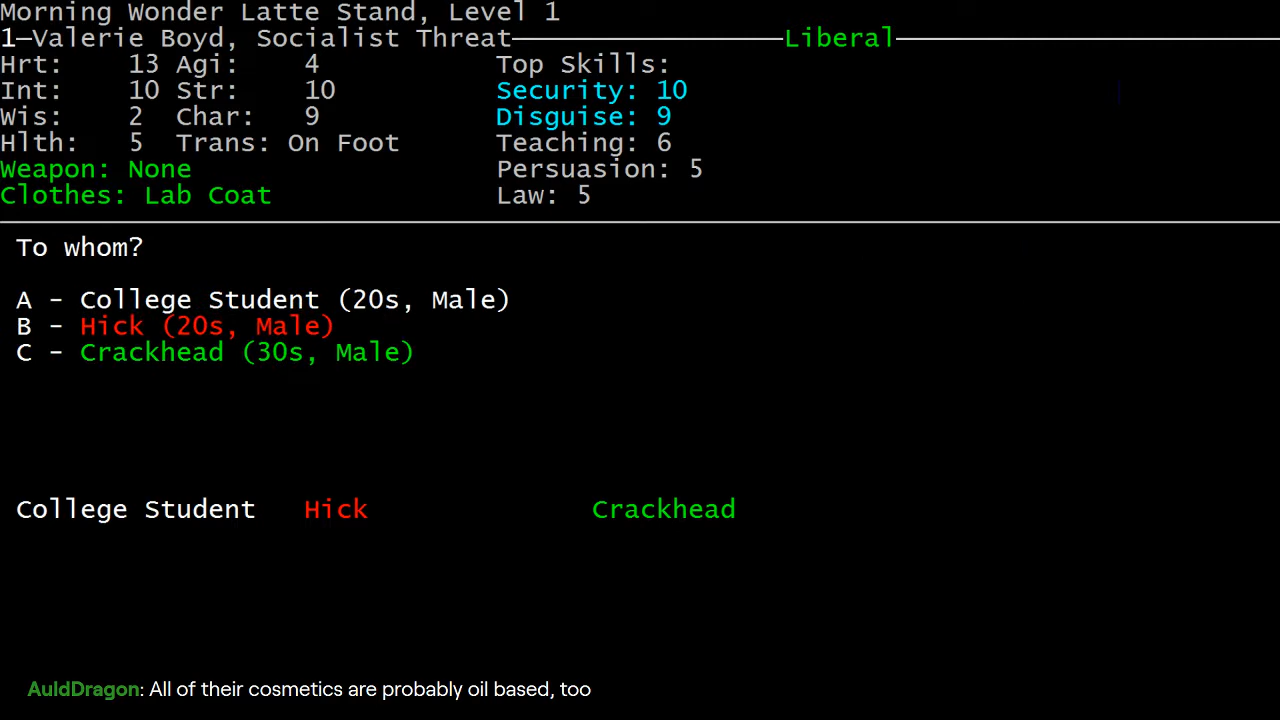 Morning Wonder Latte Stand, Level 1
1—Valerie Boyd, Socialist Threat Liberal
Hrt: 13 Agi: 4 Top Skills:
Int: 10 Str: 10 Security: 10
Wis: 2 Char: 9 Disguise: 9
Hlth: 5 Trans: On Foot Teaching: 6
Weapon: None Persuasion: 5
Clothes: Lab Coat Law: 5
To whom?
A - College Student (20s, Male)
B - Hick (20s, Male)
C - Crackhead (30s, Male)
College Student Hick Crackhead
AuldDragon: All of their cosmetics are probably oil based, too